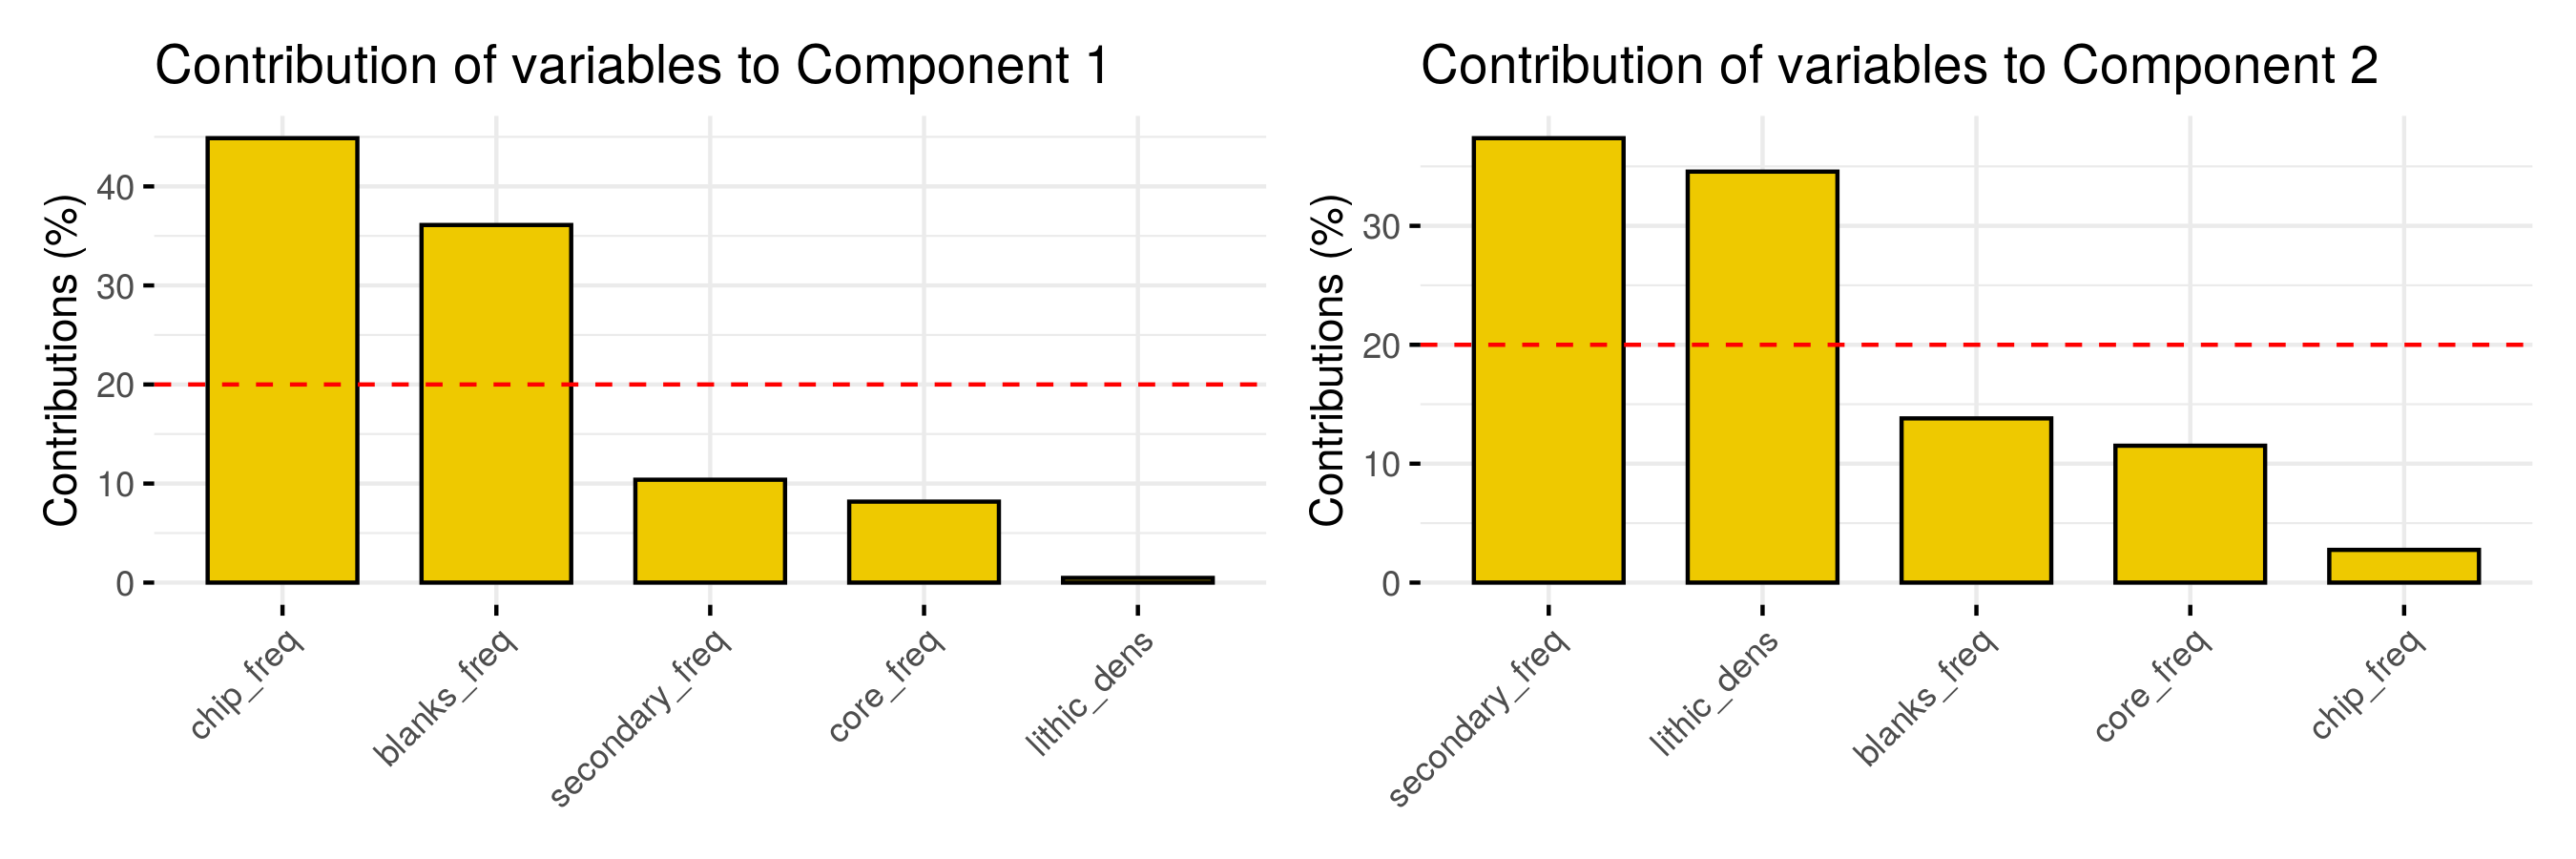 Contribution of variables to Component 1
Contributions (%)
40
30
20
10
0
chip_freq
blanks_freq
secondary_freq
core_freq
lithic_dens
Contribution of variables to Component 2
Contributions (%)
30
20
10
0
secondary_freq
lithic_dens
blanks_freq
core_freq
chip_freq